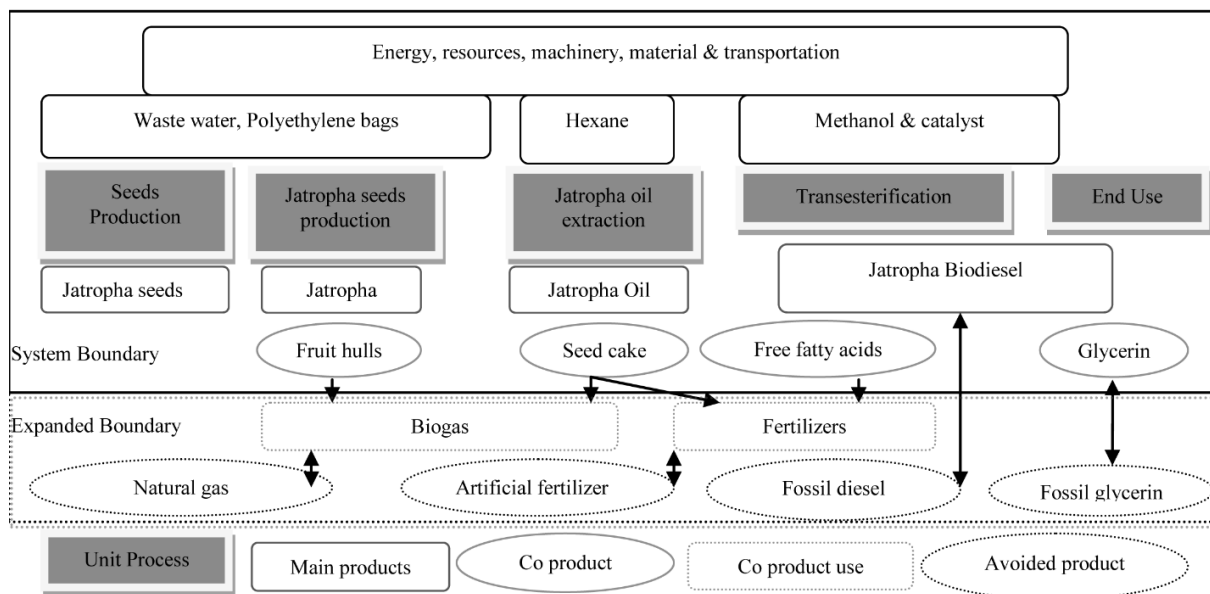 Energy, resources, machinery, material & transportation
Waste water, Polyethylene bags
Hexane
Methanol & catalyst
Seeds
Production
Jatropha seeds
production
Jatropha oil
extraction
Transesterification
End Use
Jatropha seeds
Jatropha
Jatropha Oil
Jatropha Biodiesel
System Boundary
Fruit hulls
Seed cake
Free fatty acids
Glycerin
Expanded Boundary
Biogas
Fertilizers
Natural gas
Artificial fertilizer
Fossil diesel
Fossil glycerin
Unit Process
Main products
Co product
Co product use
Avoided product